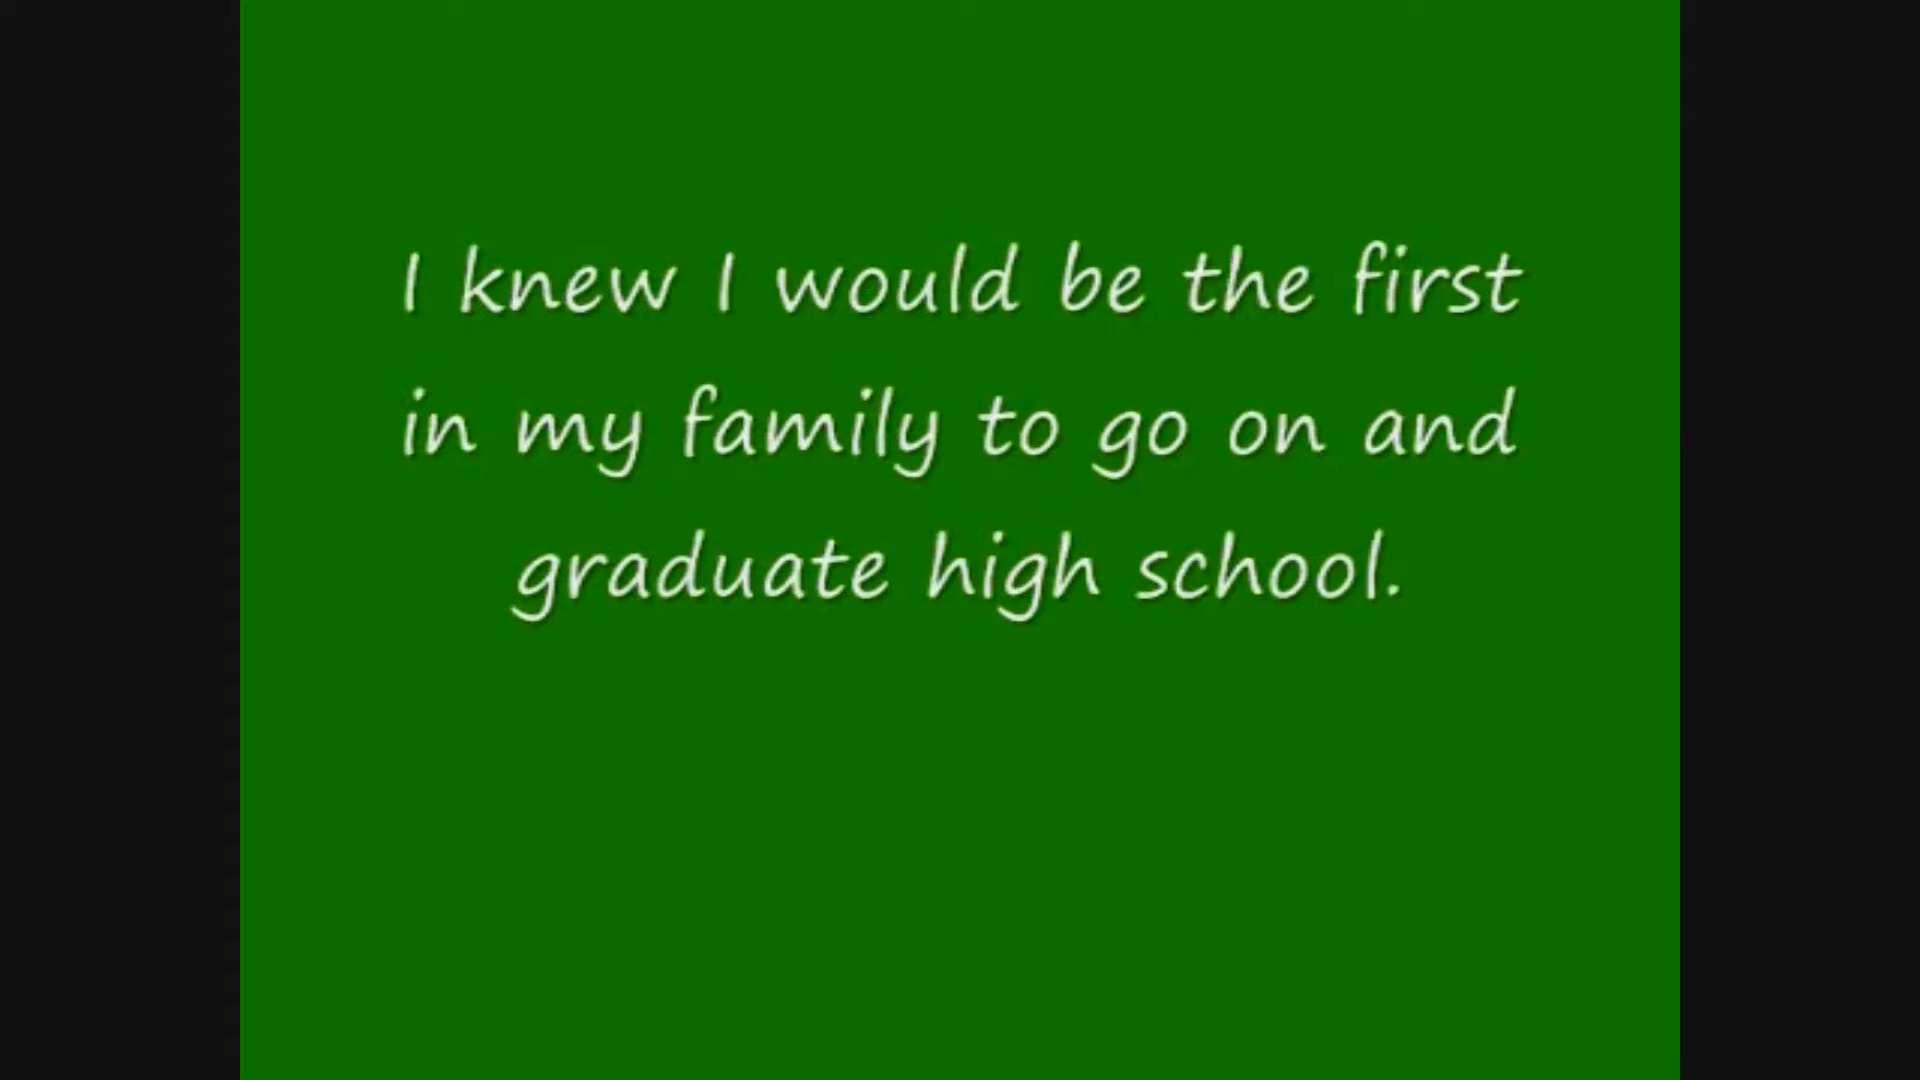 I knew I would be the first
in my family to go on and
graduate high school.